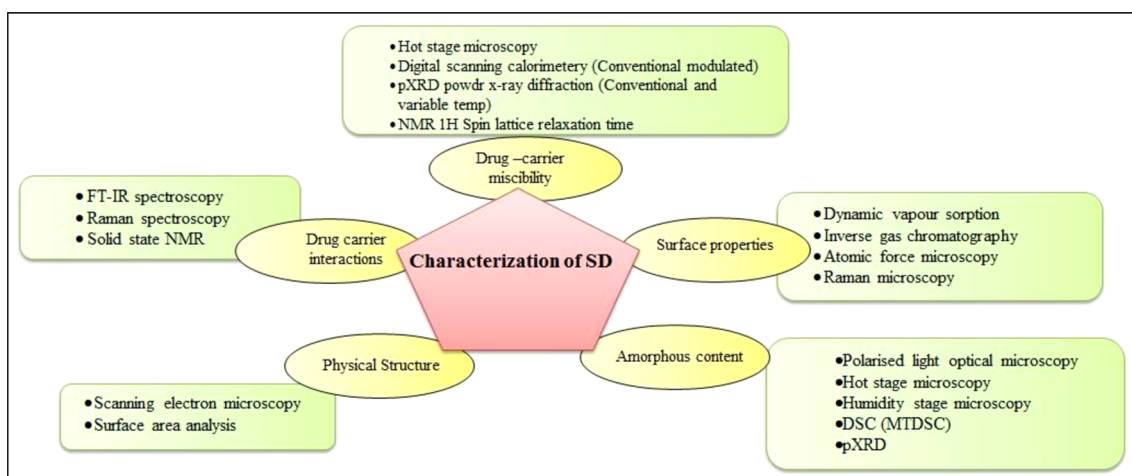 • Hot stage microscopy
• Digital scanning calorimetery (Conventional modulated)
• pXRD powdr x-ray diffraction (Conventional and
variable temp)
• NMR 1H Spin lattice relaxation time
Drug –carrier
miscibility
• FT-IR spectroscopy
• Raman spectroscopy
• Solid state NMR
Drug carrier
interactions
Characterization of SD
Surface properties
• Dynamic vapour sorption
• Inverse gas chromatography
• Atomic force microscopy
• Raman microscopy
Physical Structure
• Scanning electron microscopy
• Surface area analysis
Amorphous content
• Polarised light optical microscopy
• Hot stage microscopy
• Humidity stage microscopy
• DSC (MTDSC)
• pXRD